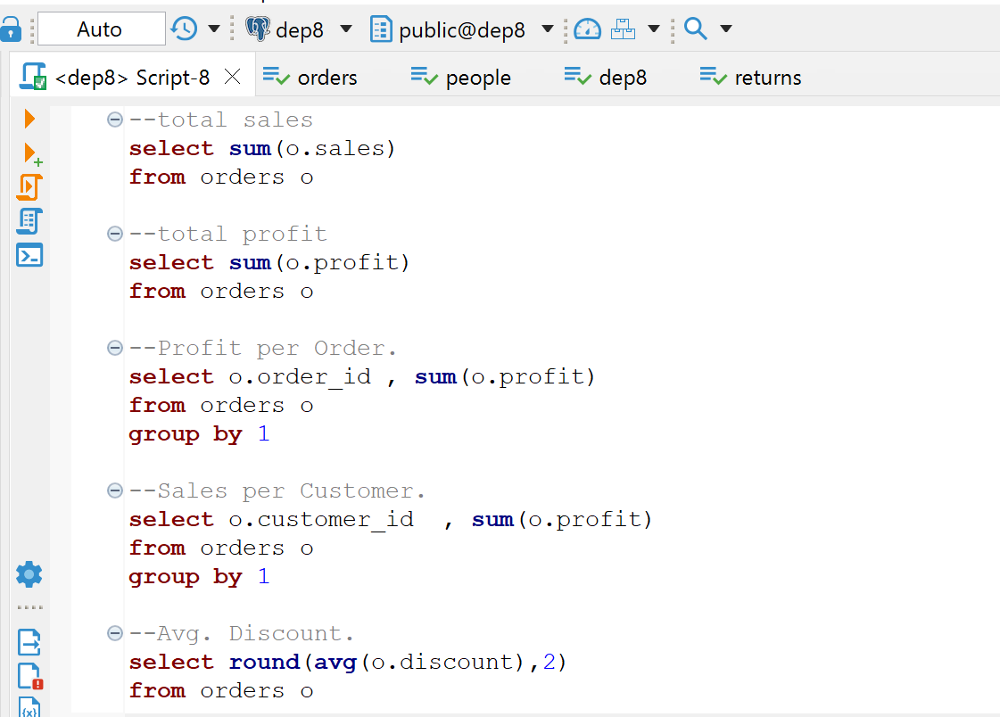 Auto dep8 public@dep8
<dep8> Script-8 orders people dep8 returns
--total sales
select sum(o.sales)
from orders o
--total profit
select sum(o.profit)
from orders o
--Profit per Order.
select o.order_id , sum(o.profit)
from orders o
group by 1
--Sales per Customer.
select o.customer_id  , sum(o.profit)
from orders o
group by 1
--Avg. Discount.
select round(avg(o.discount),2)
from orders o